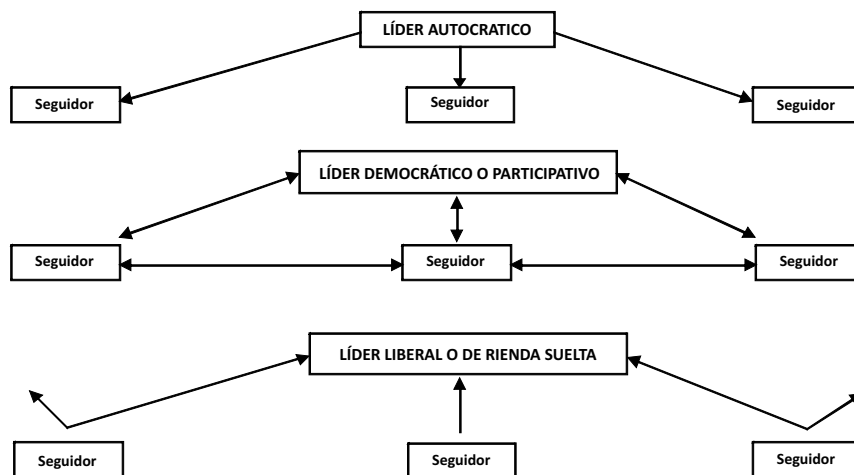 LÍDER AUTOCRATICO
Seguidor
Seguidor
Seguidor
LÍDER DEMOCRÁTICO O PARTICIPATIVO
Seguidor
Seguidor
Seguidor
LÍDER LIBERAL O DE RIENDA SUELTA
Seguidor
Seguidor
Seguidor